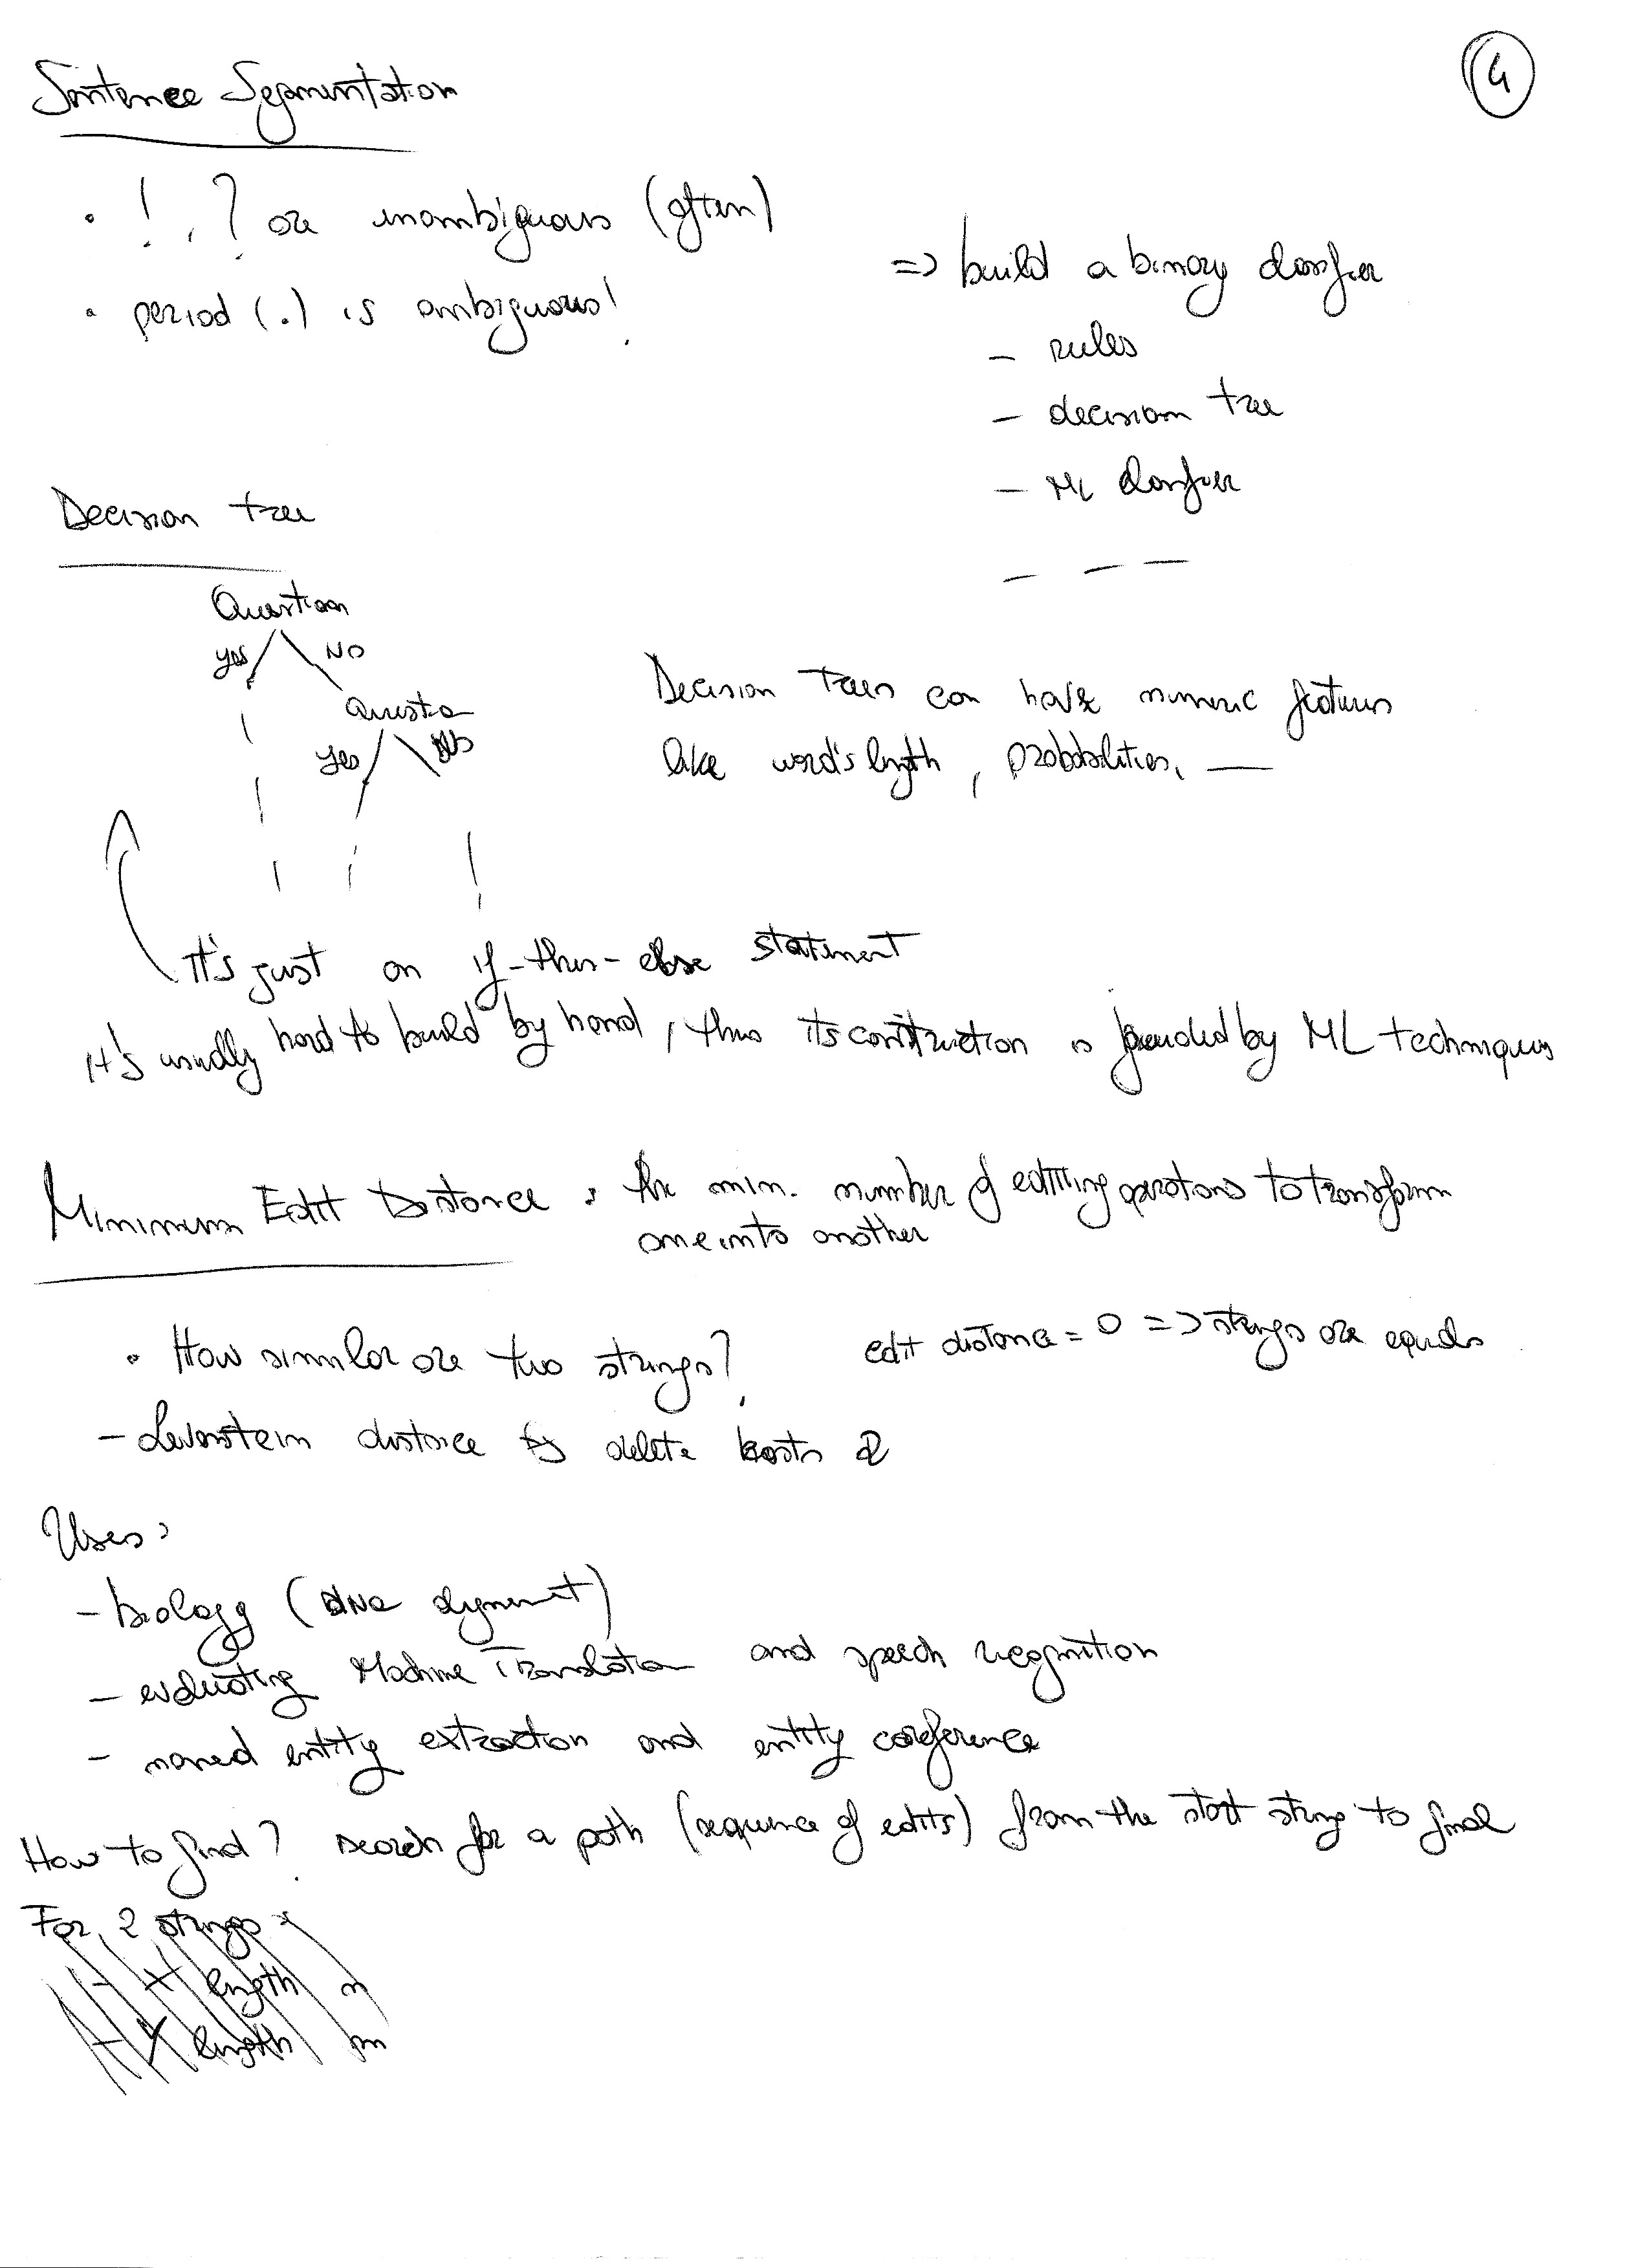 4
Sentence Segmentation
• !, ? are unambiguous (often)
• period (.) is ambiguous!
=> build a binary classifier
- rules
- decision tree
- ML classifier
Decision tree
Question
yes NO
Question
yes No
Decision Trees can have numeric features
like word's length, probabilities,
It's just an if-then-else statement
It's usually hard to build by hand, thus its construction is by ML techniques
Minimum Edit Distance: the min. number of editing operations to transform
one into another
• How similar are two strings?
edit distance = 0 => strings are equals
- Levenstein distance delete costs 2
Uses:
- biology (DNA alignment)
- evaluating Machine Translation and speech recognition
- named entity extraction and entity coreference
How to find? search for a path (sequence of edits) from the start string to final
For 2 strings:
- X length n
- Y length m